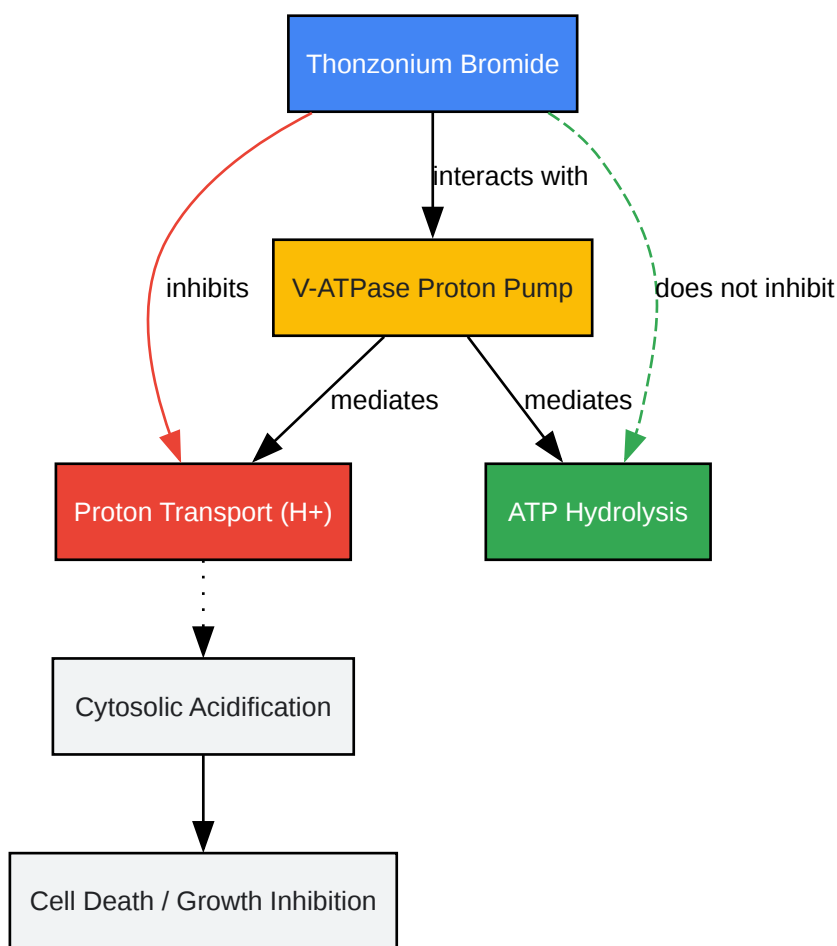 Thonzonium Bromide
interacts with
inhibits
V-ATPase Proton Pump
does not inhibit
mediates
mediates
Proton Transport (H+)
ATP Hydrolysis
Cytosolic Acidification
Cell Death / Growth Inhibition